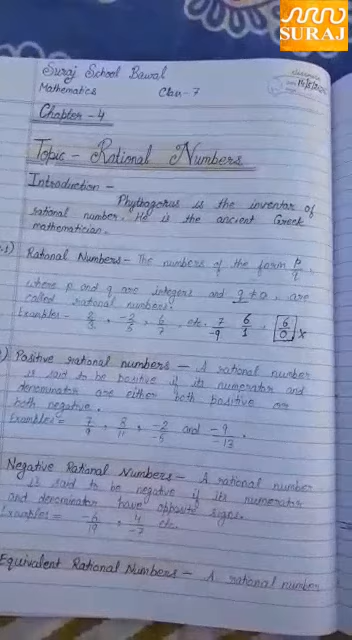 SURAJ
Suraj School Bawal
Mathematics Class-7
Chapter - 4
Topic - Rational Numbers
Introduction -
Phythagorus is the inventor of
rational number. He is the ancient Greek
mathematician.
1) Rational Numbers - The numbers of the form p/q,
where p and q are integers and q ≠ 0, are
called rational numbers.
Examples - 2/3, -2/5, 6/7, etc. 7/-9 6/1, 6/0 x
) Positive rational numbers - A rational number
is said to be positive if its numerator and
denominator are either both positive or
both negative.
Examples = 7/9, 3/11, -2/-5 and -9/-13.
Negative Rational Numbers - A rational number
is said to be negative if its numerator
and denominator have opposite signs.
Examples = -6/17, 4/-7 etc.
Equivalent Rational Numbers - A rational number